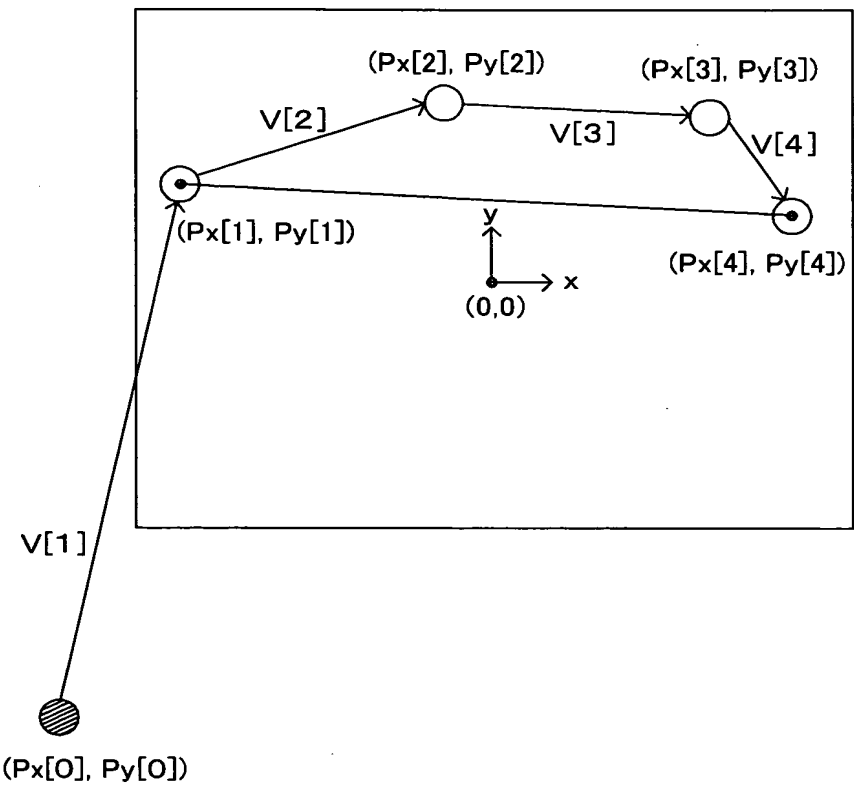 (Px[2], Py[2])
(Px[3], Py[3])
V[2]
V[3]
V[4]
(Px[1], Py[1])
y
(Px[4], Py[4])
x
(0,0)
V[1]
(Px[0], Py[0])